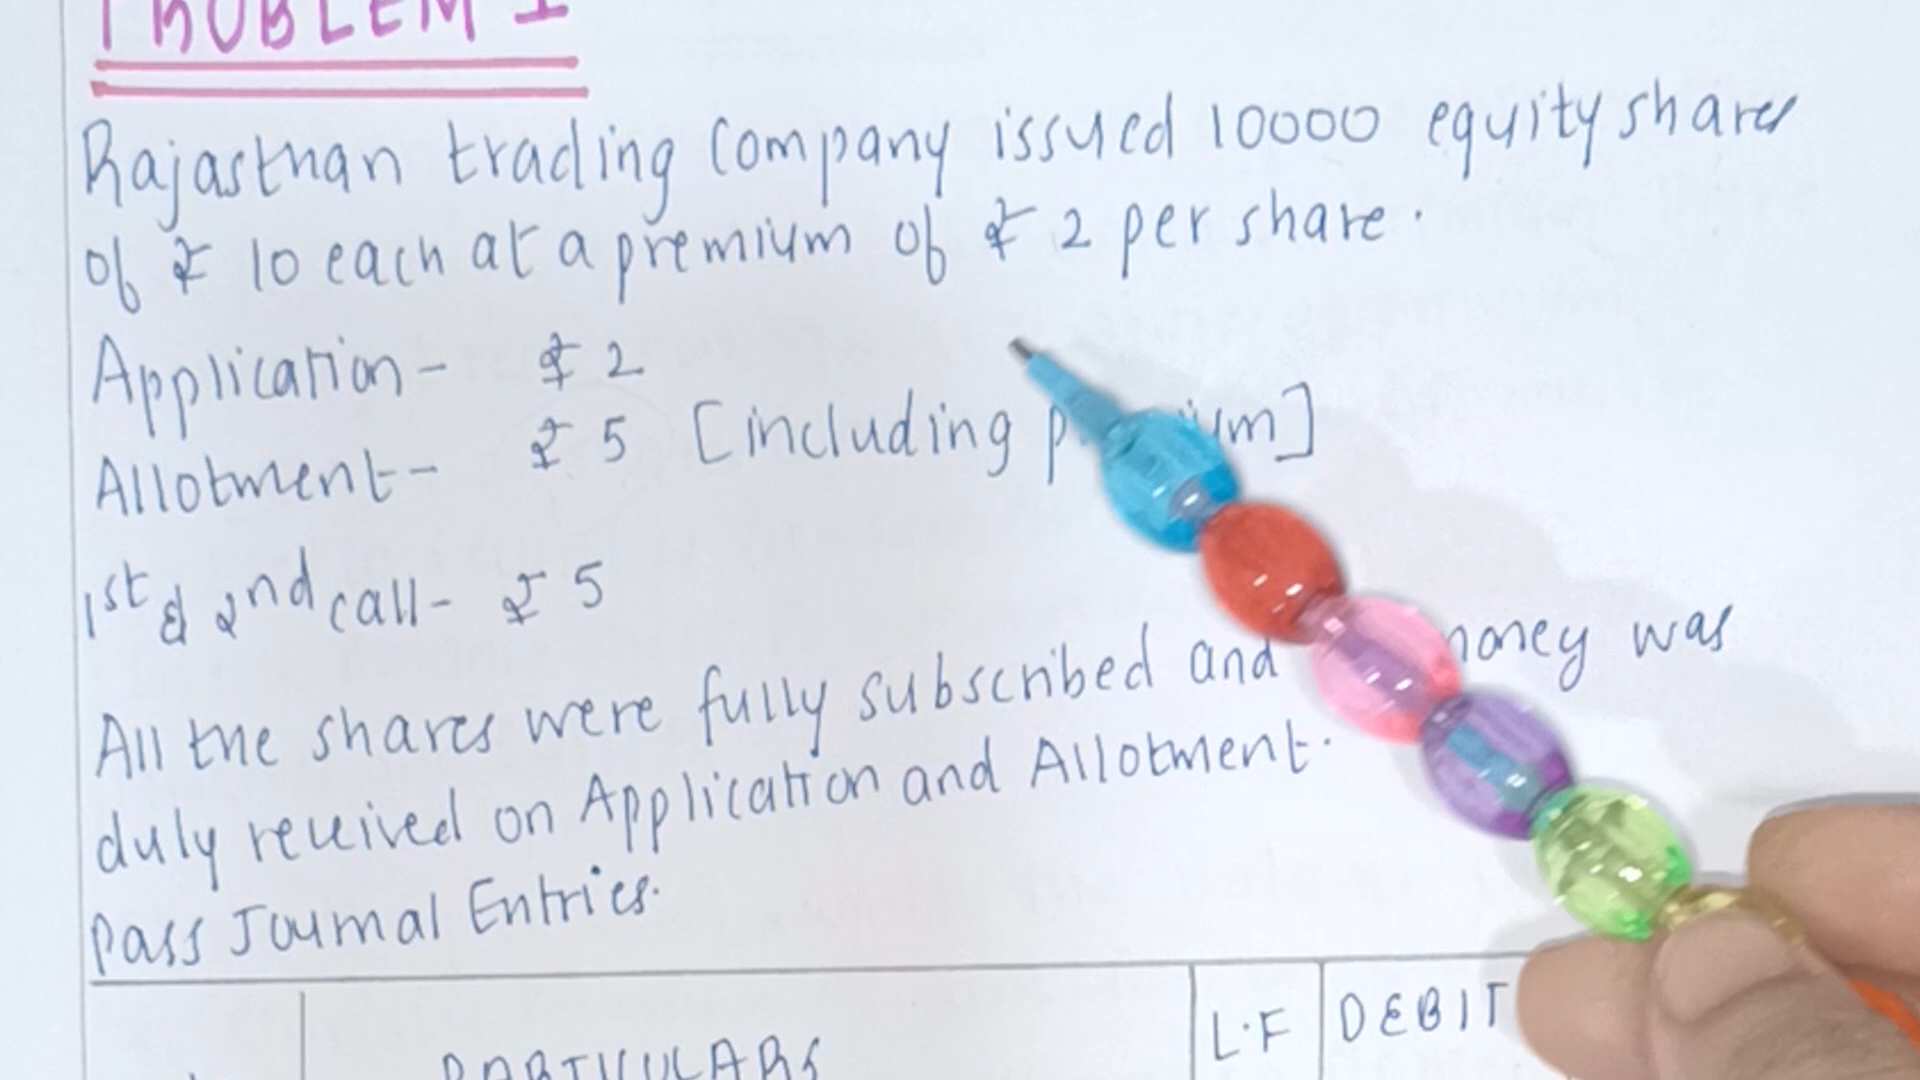 PROBLEM 1
Rajasthan trading company issued 10000 equity shares
of ₹ 10 each at a premium of ₹ 2 per share.
Application - ₹ 2
Allotment - ₹ 5 [including
1st & 2nd call - ₹ 5
All the shares were fully subscribed and money was
duly received on Application and Allotment.
Pass Journal Entries.
PARTICULARS L.F DEBIT